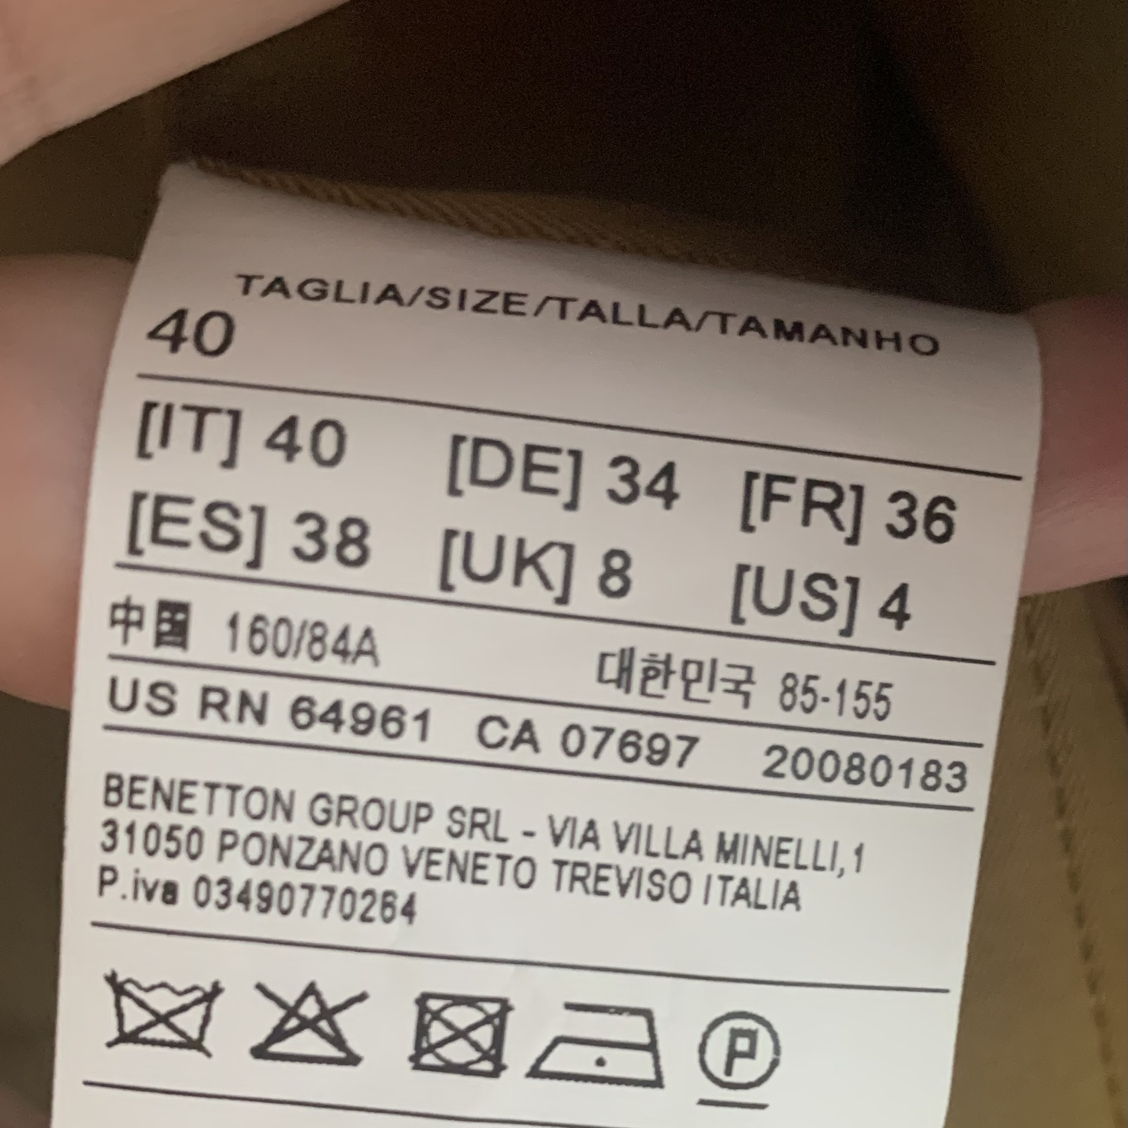 TAGLIA/SIZE/TALLA/TAMANHO
40
[IT] 40 [DE] 34 [FR] 36
[ES] 38 [UK] 8 [US] 4
中国 160/84A 대한민국 85-155
US RN 64961 CA 07697 20080183
BENETTON GROUP SRL - VIA VILLA MINELLI,1
31050 PONZANO VENETO TREVISO ITALIA
P.iva 03490770264
P